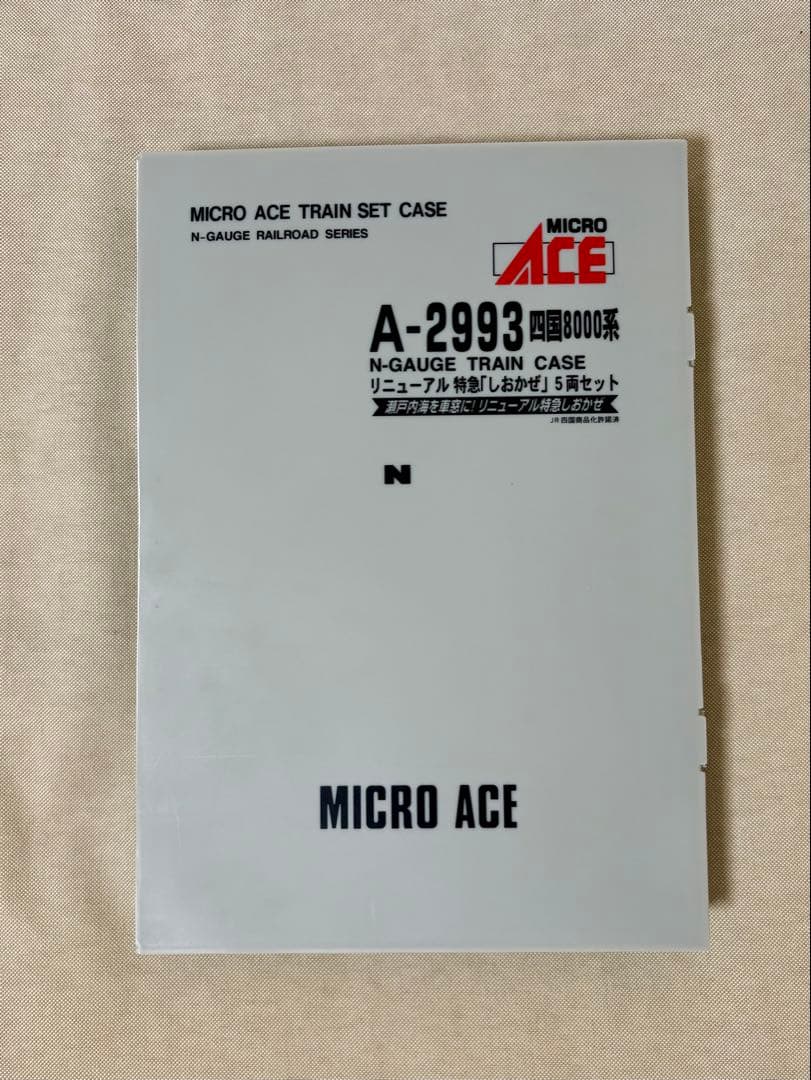 MICRO ACE TRAIN SET CASE
N-GAUGE RAILROAD SERIES
MICRO
ACE
A-2993 四国8000系
N-GAUGE TRAIN CASE
リニューアル 特急「しおかぜ」 5両セット
瀬戸内海を車窓に! リニューアル特急しおかぜ
JR四国商品化許諾済
N
MICRO ACE